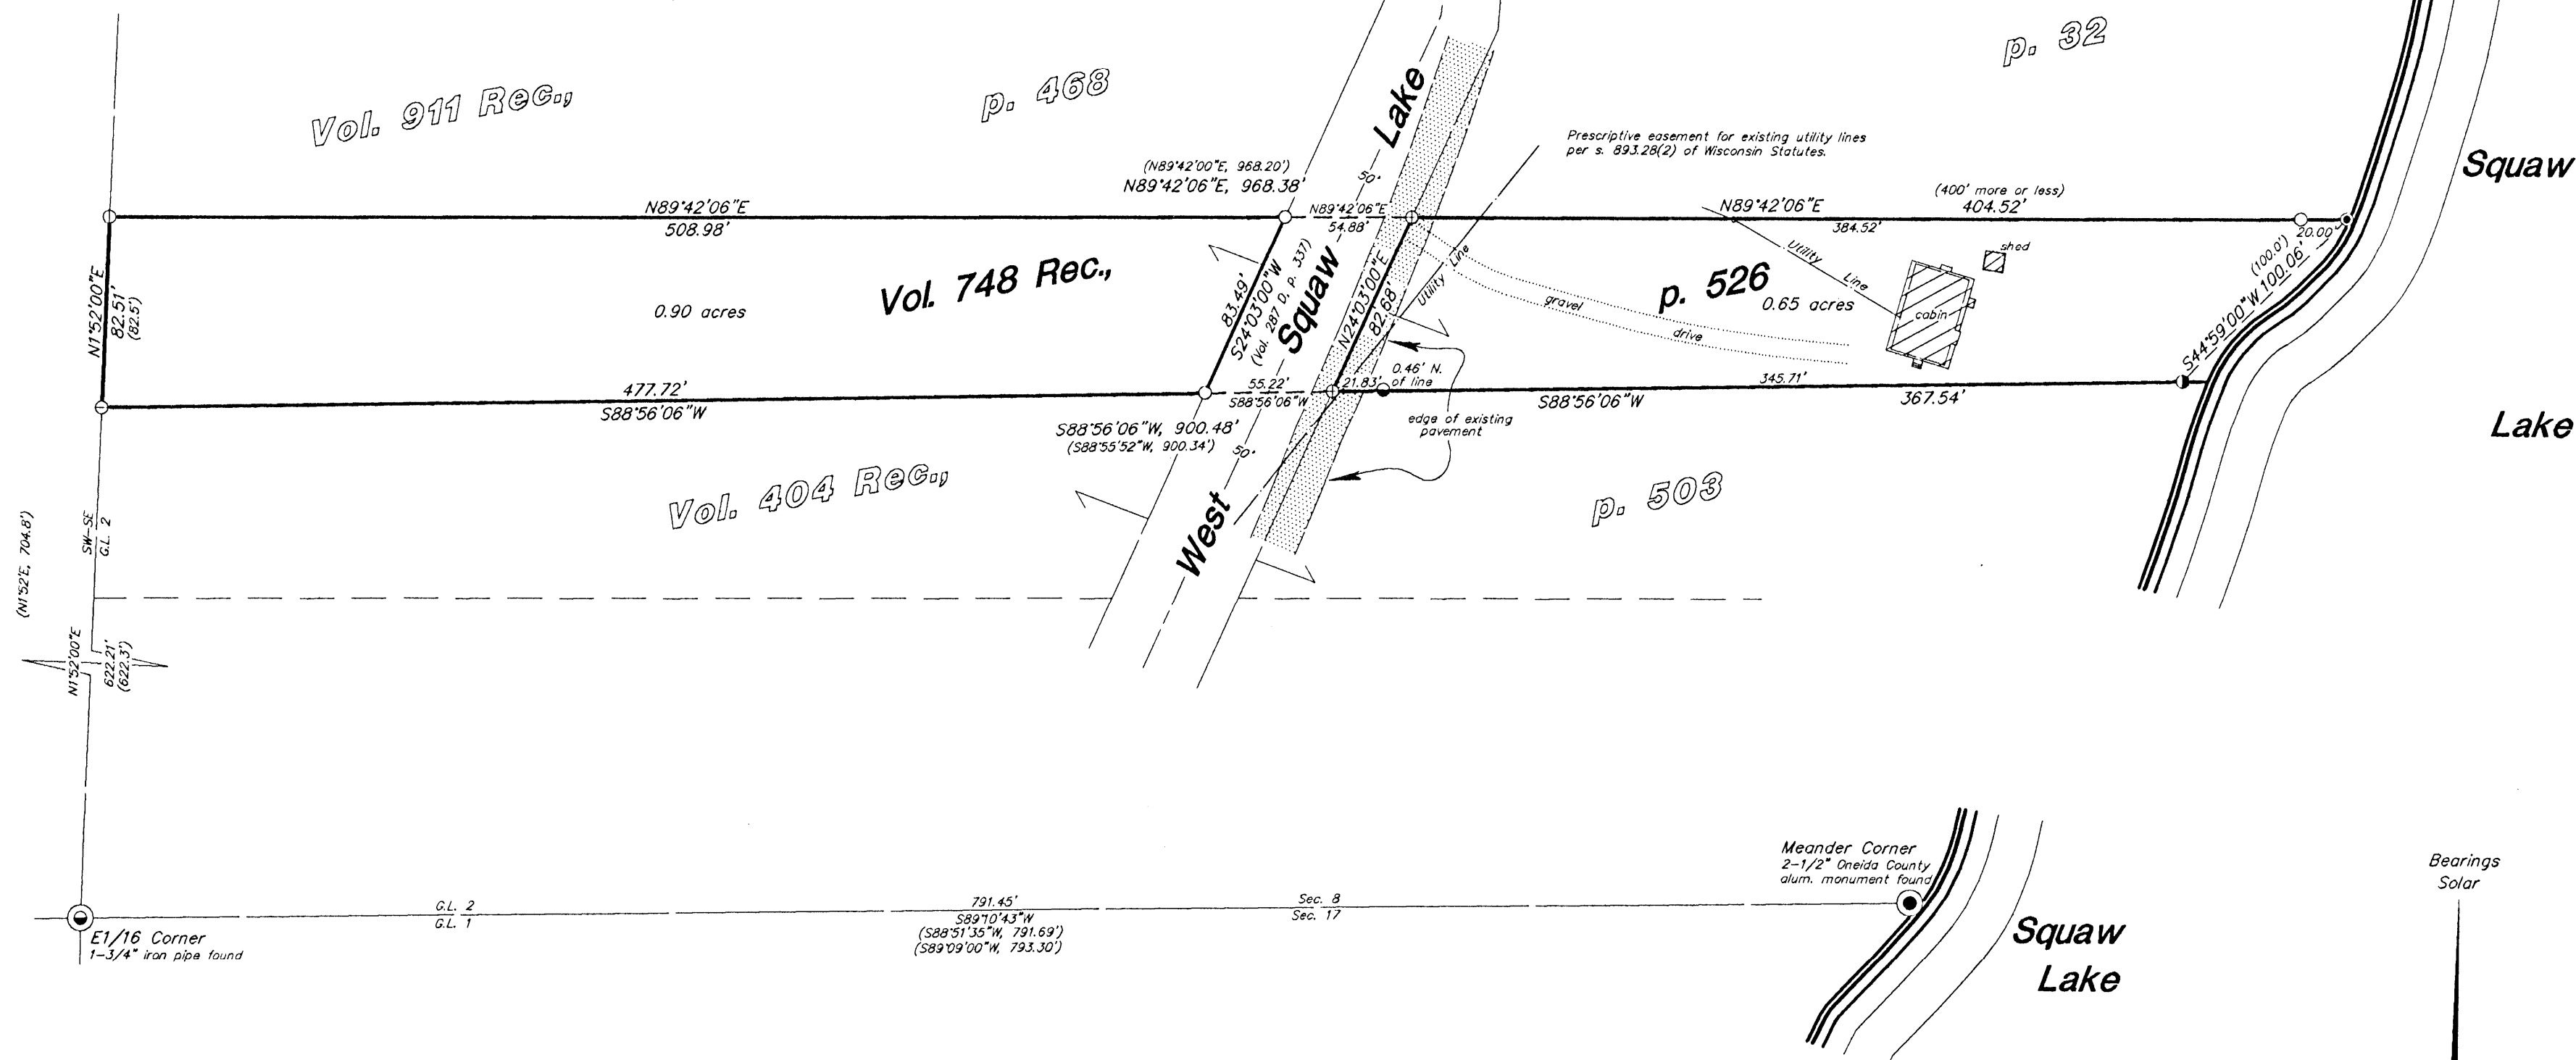 p. 32
Vol. 911 Rec.,
p. 468
Lake
Prescriptive easement for existing utility lines
per s. 893.28(2) of Wisconsin Statutes.
Squaw
Lake
(N89°42'00"E, 968.20')
N89°42'06"E, 968.38'
50'
N89°42'06"E
508.98'
N89°42'06"E
54.88'
N89°42'06"E
(400' more or less)
404.52'
384.52'
20.00'
(100.0')
S44°59'00"W 100.06'
N1°52'00"E
82.51'
(82.5')
0.90 acres
Vol. 748 Rec.,
83.49'
S24°03'00"W
(Vol. 287 D, p. 337)
Squaw
N24°03'00"E
82.68'
Utility Line
gravel
drive
p. 526
0.65 acres
Utility
Line
shed
cabin
477.72'
S88°56'06"W
55.22'
S88°56'06"W
21.83'
0.46' N.
of line
345.71'
S88°56'06"W
367.54'
edge of existing
pavement
S88°56'06"W, 900.48'
(S88°55'52"W, 900.34')
50'
West
Vol. 404 Rec.,
p. 503
(N1°52'E, 704.8')
SW-SE
G.L. 2
N1°52'00"E
622.21'
(622.3')
E1/16 Corner
1-3/4" iron pipe found
G.L. 2
G.L. 1
791.45'
S89°10'43"W
(S88°51'35"W, 791.69')
(S89°09'00"W, 793.30')
Sec. 8
Sec. 17
Meander Corner
2-1/2" Oneida County
alum. monument found
Squaw
Lake
Bearings
Solar